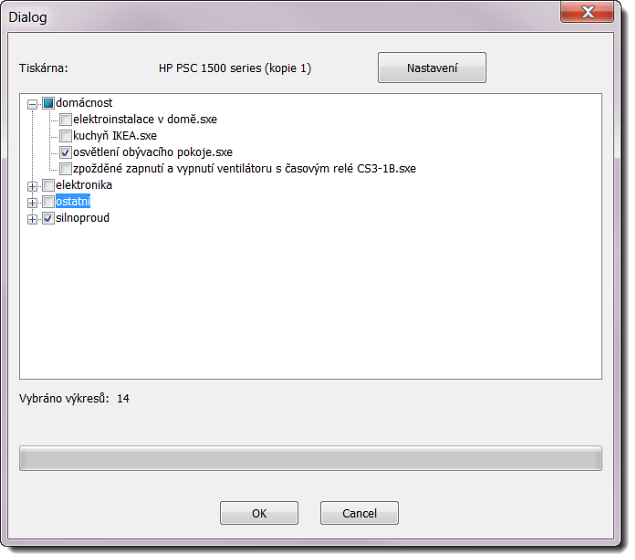 Dialog
Tiskárna: HP PSC 1500 series (kopie 1) Nastavení
domácnost
elektroinstalace v domě.sxe
kuchyň IKEA.sxe
osvětlení obývacího pokoje.sxe
zpožděné zapnutí a vypnutí ventilátoru s časovým relé CS3-1B.sxe
elektronika
ostatní
silnoproud
Vybráno výkresů: 14
OK Cancel